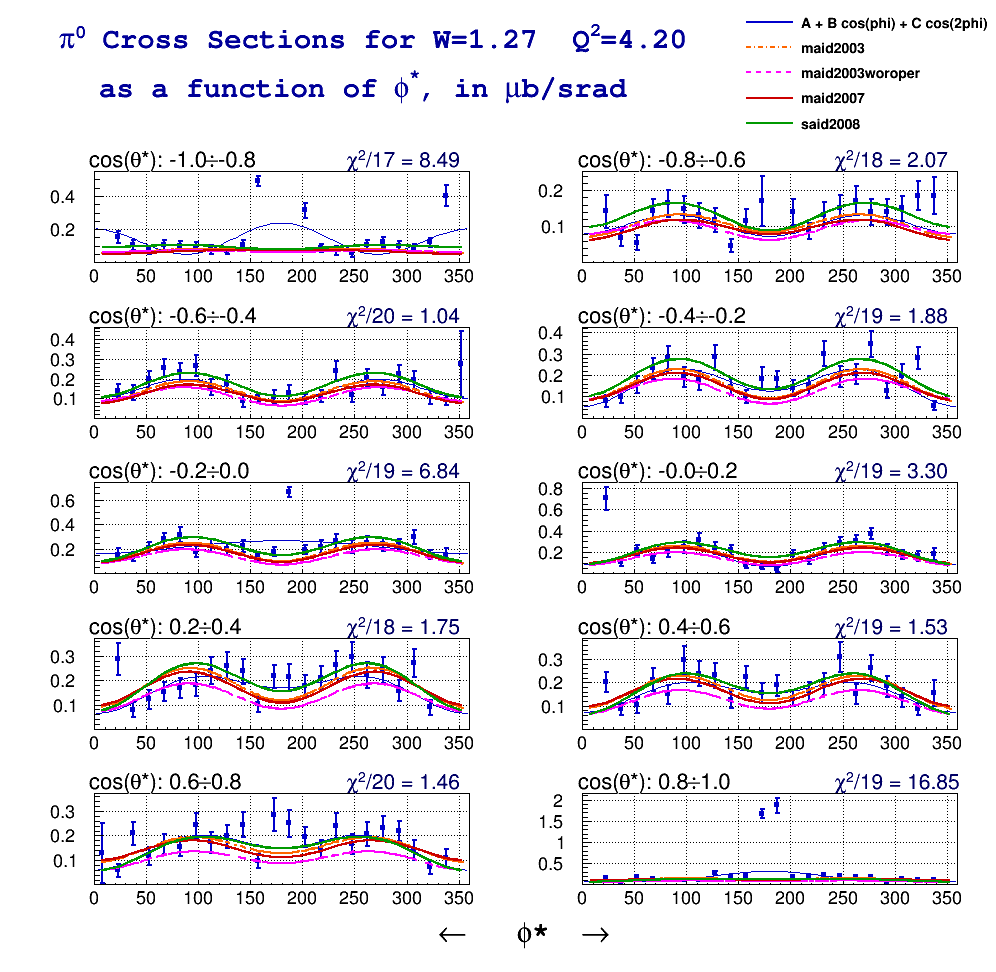 π⁰ Cross Sections for W=1.27 Q²=4.20
as a function of ϕ*, in μb/srad
A + B cos(phi) + C cos(2phi)
maid2003
maid2003woroper
maid2007
said2008
cos(θ*): -1.0÷-0.8 χ²/17 = 8.49
0.4
0.2
0 50 100 150 200 250 300 350
cos(θ*): -0.8÷-0.6 χ²/18 = 2.07
0.2
0.1
0 50 100 150 200 250 300 350
cos(θ*): -0.6÷-0.4 χ²/20 = 1.04
0.4
0.3
0.2
0.1
0 50 100 150 200 250 300 350
cos(θ*): -0.4÷-0.2 χ²/19 = 1.88
0.4
0.3
0.2
0.1
0 50 100 150 200 250 300 350
cos(θ*): -0.2÷0.0 χ²/19 = 6.84
0.6
0.4
0.2
0 50 100 150 200 250 300 350
cos(θ*): -0.0÷0.2 χ²/19 = 3.30
0.8
0.6
0.4
0.2
0 50 100 150 200 250 300 350
cos(θ*): 0.2÷0.4 χ²/18 = 1.75
0.3
0.2
0.1
0 50 100 150 200 250 300 350
cos(θ*): 0.4÷0.6 χ²/19 = 1.53
0.3
0.2
0.1
0 50 100 150 200 250 300 350
cos(θ*): 0.6÷0.8 χ²/20 = 1.46
0.3
0.2
0.1
0 50 100 150 200 250 300 350
cos(θ*): 0.8÷1.0 χ²/19 = 16.85
2
1.5
1
0.5
0 50 100 150 200 250 300 350
← ϕ* →